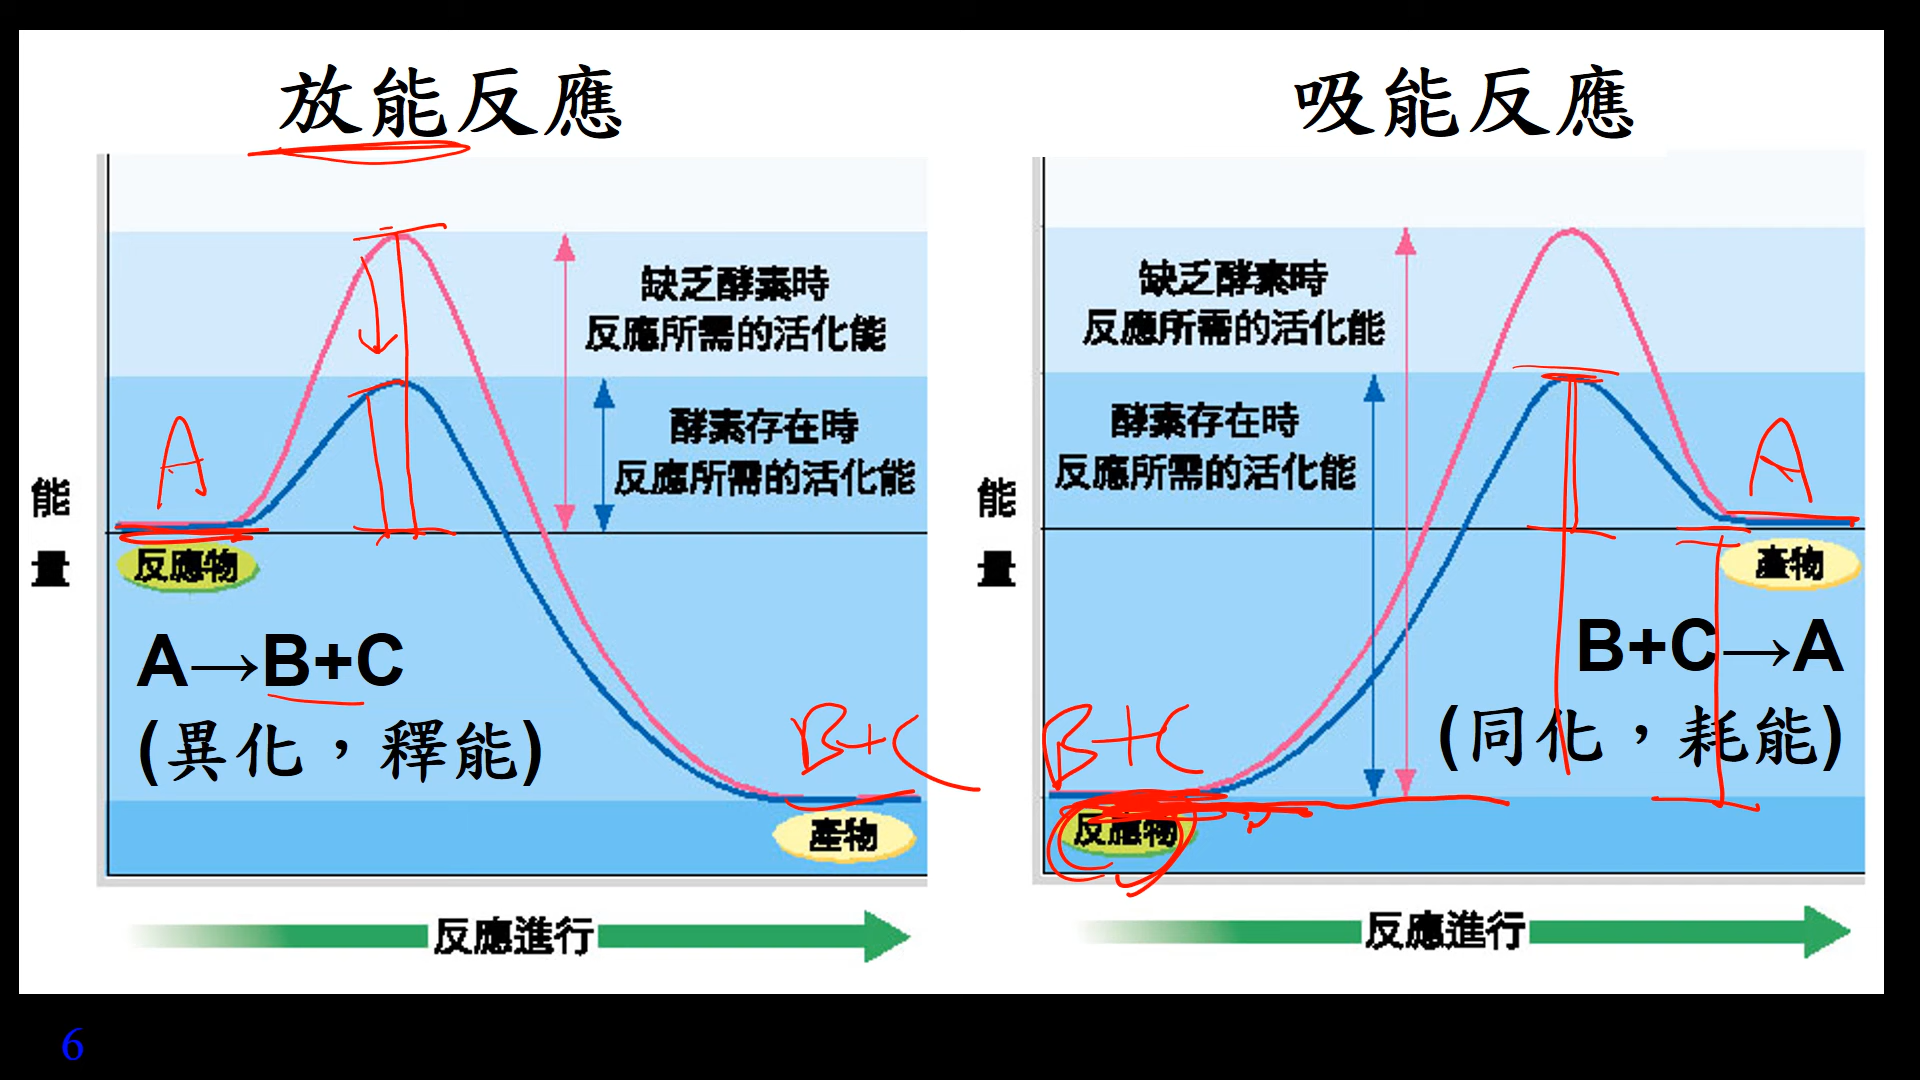 放能反應
吸能反應
缺乏酵素時
反應所需的活化能
酵素存在時
反應所需的活化能
A
能量
反應物
A→B+C
(異化，釋能)
B+C
產物
反應進行
缺乏酵素時
反應所需的活化能
酵素存在時
反應所需的活化能
A
能量
產物
B+C→A
(同化，耗能)
B+C
反應物
反應進行
6